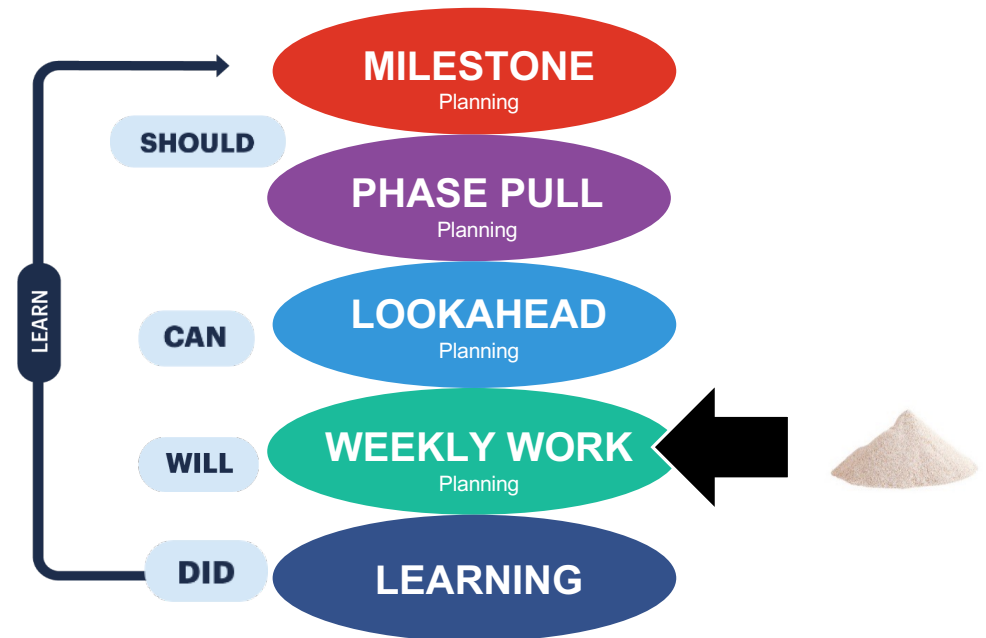 MILESTONE
Planning
SHOULD
PHASE PULL
Planning
LEARN
CAN
LOOKAHEAD
Planning
WILL
WEEKLY WORK
Planning
DID
LEARNING